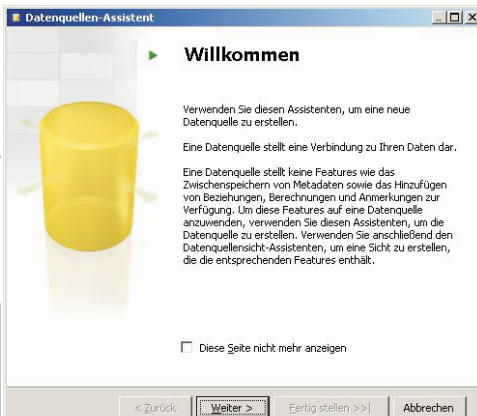 Datenquellen-Assistent
Willkommen
Verwenden Sie diesen Assistenten, um eine neue
Datenquelle zu erstellen.
Eine Datenquelle stellt eine Verbindung zu Ihren Daten dar.
Eine Datenquelle stellt keine Features wie das
Zwischenspeichern von Metadaten sowie das Hinzufügen
von Beziehungen, Berechnungen und Anmerkungen zur
Verfügung. Um diese Features auf eine Datenquelle
anzuwenden, verwenden Sie diesen Assistenten, um die
Datenquelle zu erstellen. Verwenden Sie anschließend den
Datenquellensicht-Assistenten, um eine Sicht zu erstellen,
die die entsprechenden Features enthält.
Diese Seite nicht mehr anzeigen
< Zurück Weiter > Fertig stellen >>| Abbrechen